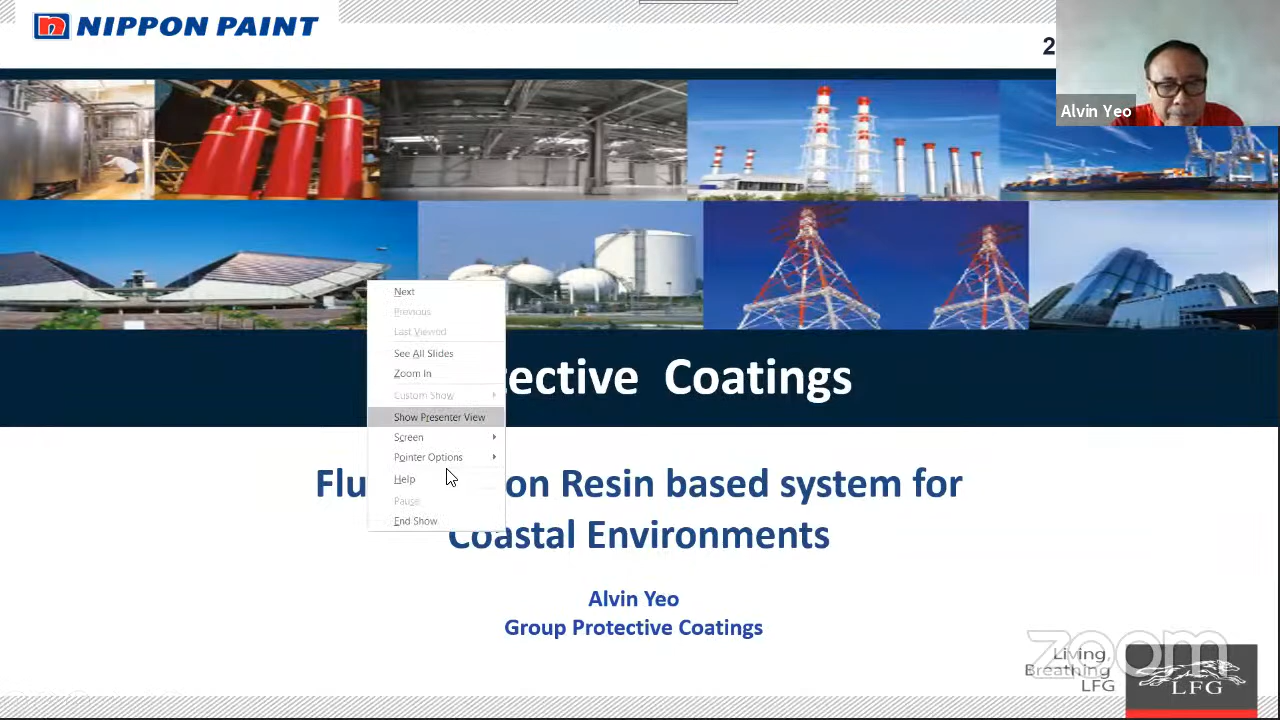 NIPPON PAINT
2
Alvin Yeo
Next
Previous
Last Viewed
See All Slides
Zoom In
Custom Show
Show Presenter View
Screen
Pointer Options
Help
Pause
End Show
tective Coatings
Flu on Resin based system for
Coastal Environments
Alvin Yeo
Group Protective Coatings
zoom
Living,
Breathing
LFG
LFG